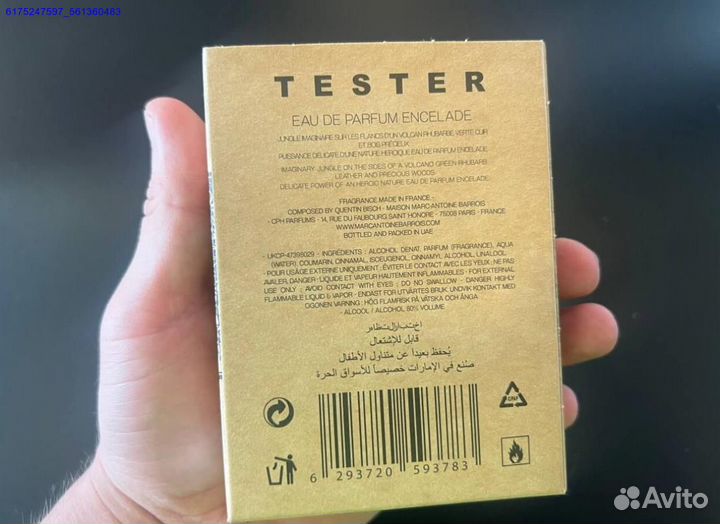 6175247597_561360483
TESTER
EAU DE PARFUM ENCELADE
JUNGLE IMAGINAIRE SUR LES FLANCS D'UN VOLCAN RHUBARBE VERTE CUIR
ET BOIS PRÉCIEUX
PUISSANCE DÉLICATE D'UNE NATURE HÉROÏQUE EAU DE PARFUM ENCELADE
IMAGINARY JUNGLE ON THE SIDES OF A VOLCANO GREEN RHUBARB
LEATHER AND PRECIOUS WOODS
DELICATE POWER OF AN HEROIC NATURE EAU DE PARFUM ENCELADE
FRAGRANCE MADE IN FRANCE -
COMPOSED BY QUENTIN BISCH - MAISON MARC-ANTOINE BARROIS
- CPH PARFUMS - 14, RUE DU FAUBOURG SAINT HONORE - 75008 PARIS - FRANCE
WWW.MARCANTOINEBARROIS.COM
BOTTLED AND PACKED IN UAE
- UKCP-47398029 - INGRÉDIENTS : ALCOHOL DENAT, PARFUM (FRAGRANCE), AQUA
(WATER). COUMARIN, CINNAMAL, ISOEUGENOL, CINNAMYL ALCOHOL, LINALOOL
- POUR USAGE EXTERNE UNIQUEMENT : ÉVITER LE CONTACT AVEC LES YEUX : NE PAS
AVALER, DANGER - LIQUIDE ET VAPEUR HAUTEMENT INFLAMMABLES - FOR EXTERNAL
USE ONLY : AVOID CONTACT WITH EYES : DO NO SWALLOW - DANGER HIGHLY
FLAMMABLE LIQUID & VAPOR - ENDAST FOR UTVÄRTES BRUK UNDVIK KONTAKT MED
ÖGONEN VARNING : HÖG FLAMRISK PÅ VÄTSKA OCH ÅNGA
- ALCOOL / ALCOHOL 80% VOLUME
قابل للإشتعال
يُحفظ بعيداً عن متناول الأطفال
صُنع في الإمارات خصيصاً للأسواق الحرة
6 293720 593783
Avito